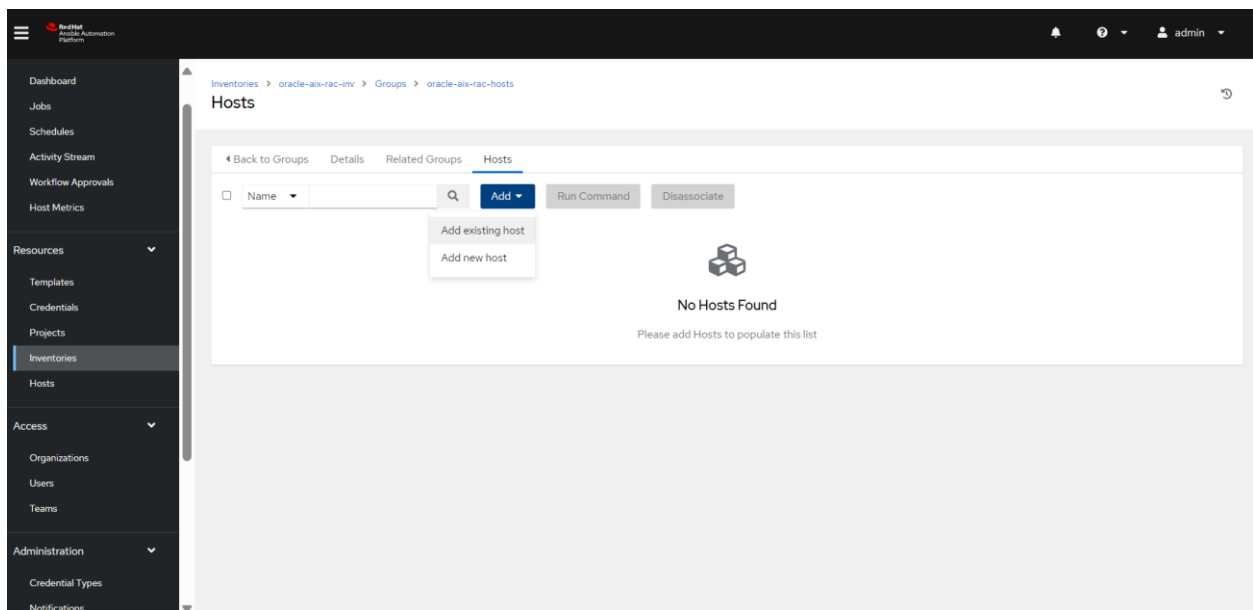 Red Hat
Ansible Automation
Platform
admin
Dashboard
Jobs
Schedules
Activity Stream
Workflow Approvals
Host Metrics
Resources
Templates
Credentials
Projects
Inventories
Hosts
Access
Organizations
Users
Teams
Administration
Credential Types
Notifications
Inventories > oracle-aix-rac-inv > Groups > oracle-aix-rac-hosts
Hosts
Back to Groups Details Related Groups Hosts
Name Add Run Command Disassociate
Add existing host
Add new host
No Hosts Found
Please add Hosts to populate this list